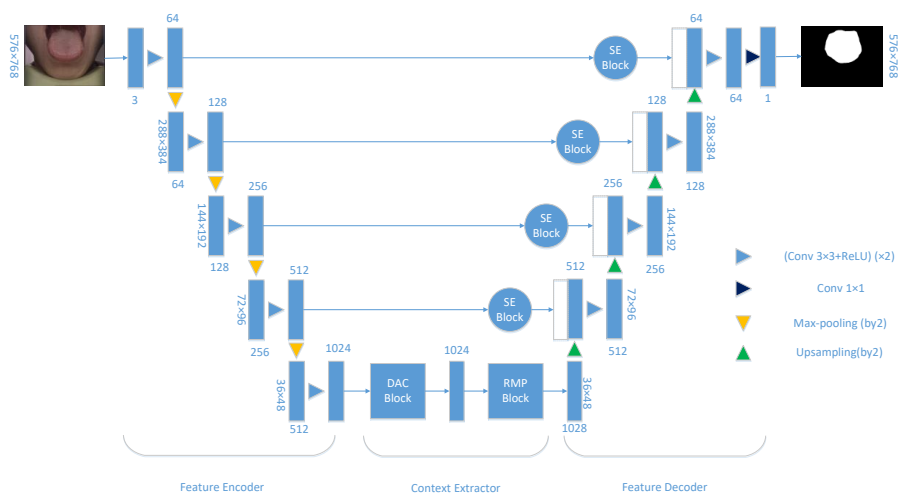 64
64
576×768
SE
Block
576×768
3
64
1
128
128
288×384
SE
Block
288×384
64
128
256
256
144×192
SE
Block
144×192
128
256
512
512
(Conv 3×3+ReLU) (×2)
Conv 1×1
72×96
SE
Block
72×96
Max-pooling (by2)
256
512
Upsampling(by2)
1024
1024
36×48
DAC
Block
RMP
Block
36×48
512
1028
Feature Encoder
Context Extractor
Feature Decoder